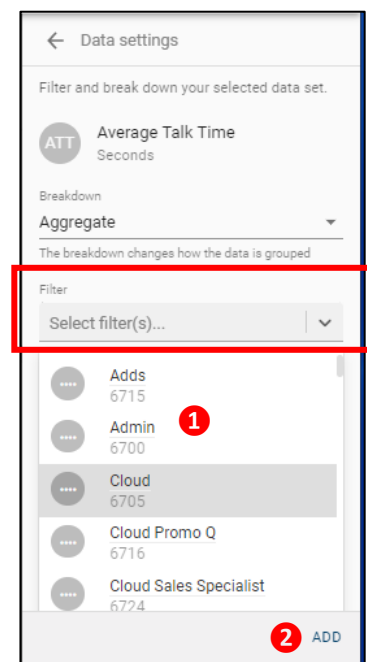 ← Data settings
Filter and break down your selected data set.
ATT
Average Talk Time
Seconds
Breakdown
Aggregate
The breakdown changes how the data is grouped
Filter
Select filter(s)...
Adds
6715
Admin
6700
1
Cloud
6705
Cloud Promo Q
6716
Cloud Sales Specialist
6724
2 ADD